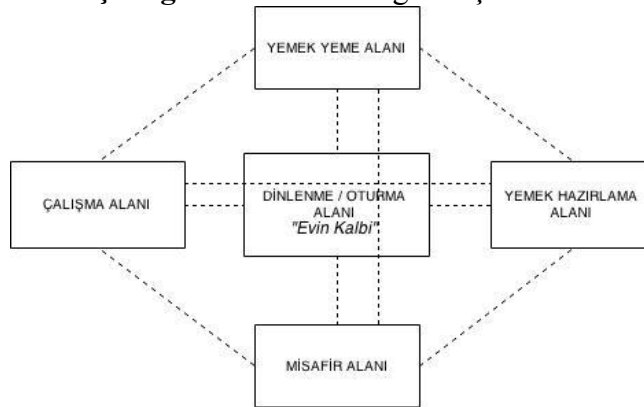 YEMEK YEME ALANI
ÇALIŞMA ALANI
DİNLENME / OTURMA
ALANI
"Evin Kalbi"
YEMEK HAZIRLAMA
ALANI
MİSAFİR ALANI